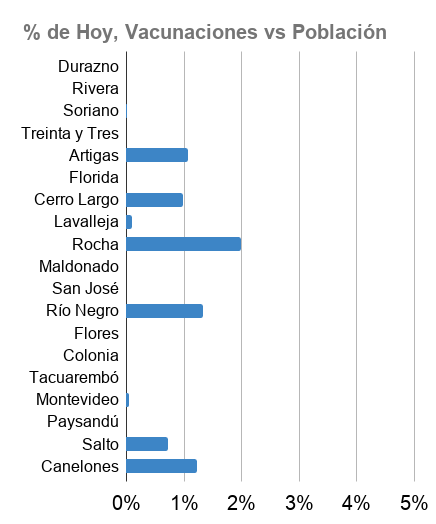 % de Hoy, Vacunaciones vs Población
Durazno
Rivera
Soriano
Treinta y Tres
Artigas
Florida
Cerro Largo
Lavalleja
Rocha
Maldonado
San José
Río Negro
Flores
Colonia
Tacuarembó
Montevideo
Paysandú
Salto
Canelones
0% 1% 2% 3% 4% 5%